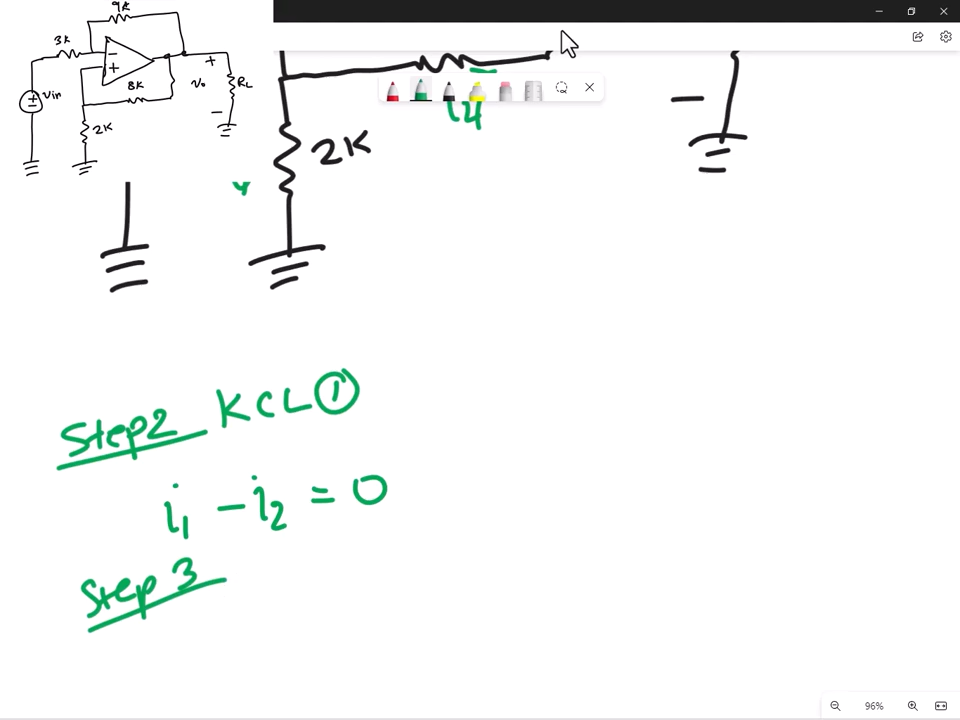 9K
3K
−
+
8K
Vin
2K
+
vo
RL
−
i4
2K
−
Step2 KCL①
i1 - i2 = 0
Step 3
96%